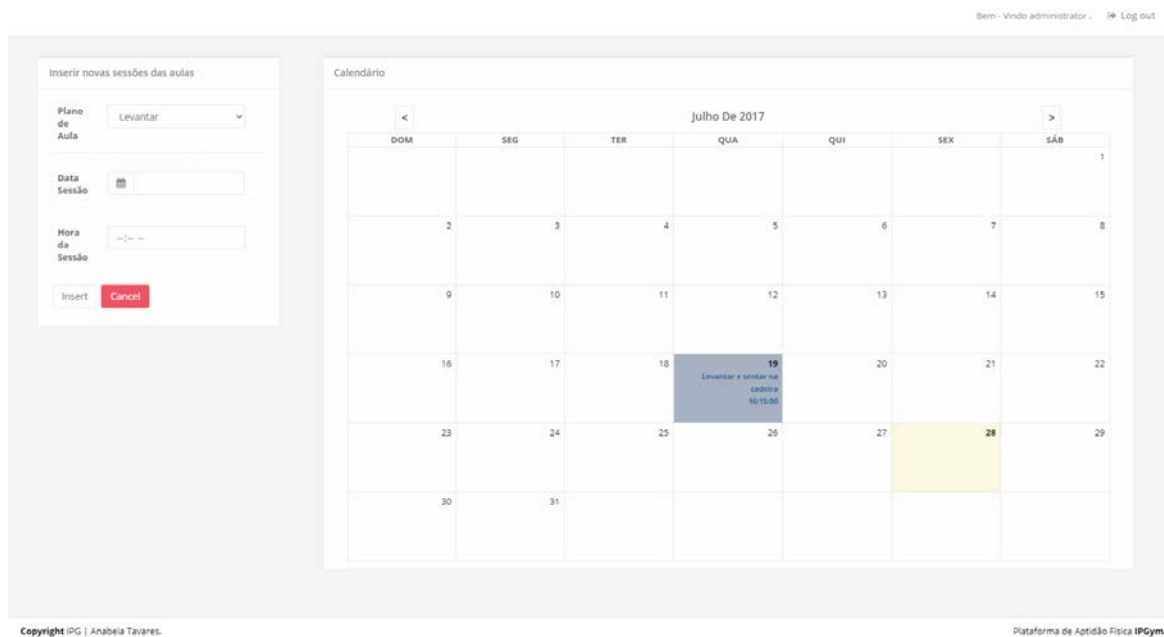 Bem - Vindo administrator . Log out
Inserir novas sessões das aulas
Plano
de
Aula
Levantar
Data
Sessão
Hora
da
Sessão
--:-- --
Insert Cancel
Calendário
< Julho De 2017 >
DOM SEG TER QUA QUI SEX SÁB
1
2 3 4 5 6 7 8
9 10 11 12 13 14 15
16 17 18 19 20 21 22
Levantar e sentar na
cadeira
16:15:00
23 24 25 26 27 28 29
30 31
Copyright IPG | Anabela Tavares. Plataforma de Aptidão Física IPGym